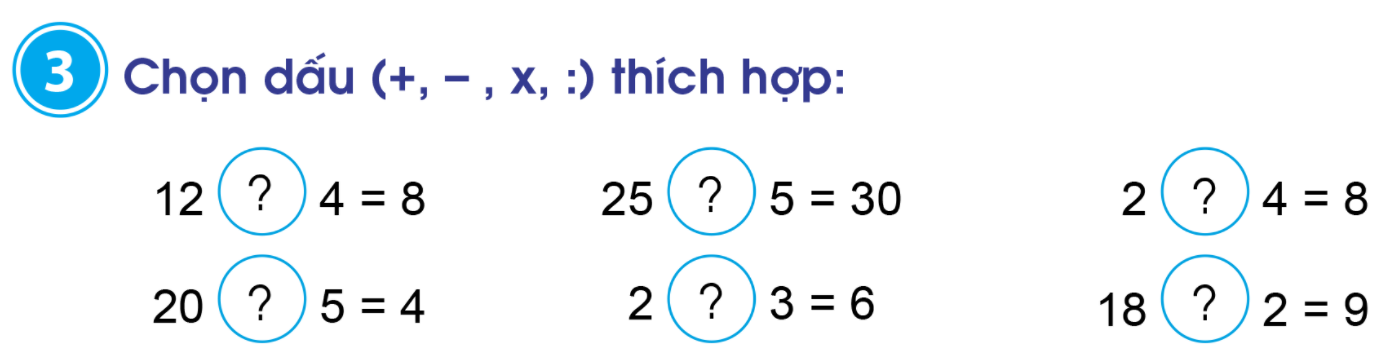 3 Chọn dấu (+, – , x, :) thích hợp:
12 ? 4 = 8 25 ? 5 = 30 2 ? 4 = 8
20 ? 5 = 4 2 ? 3 = 6 18 ? 2 = 9